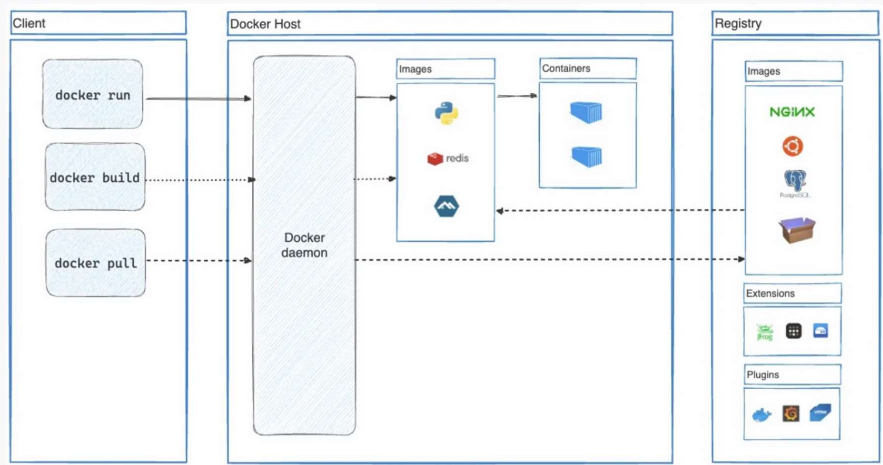 Client
docker run
docker build
docker pull
Docker Host
Docker
daemon
Images
redis
Containers
Registry
Images
NGINX
PostgreSQL
Extensions
jFrog
Plugins